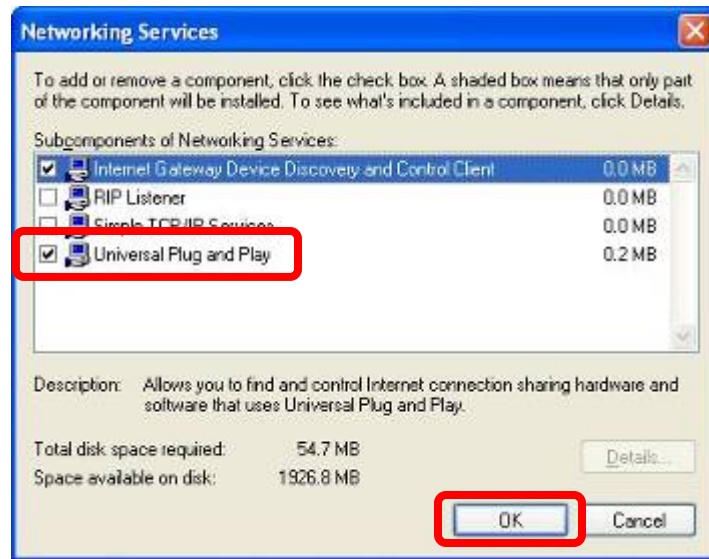 Networking Services
To add or remove a component, click the check box. A shaded box means that only part
of the component will be installed. To see what's included in a component, click Details.
Subcomponents of Networking Services:
Internet Gateway Device Discovery and Control Client 0.0 MB
RIP Listener 0.0 MB
Simple TCP/IP Services 0.0 MB
Universal Plug and Play 0.2 MB
Description: Allows you to find and control Internet connection sharing hardware and
software that uses Universal Plug and Play.
Total disk space required: 54.7 MB
Details...
Space available on disk: 1926.8 MB
OK Cancel